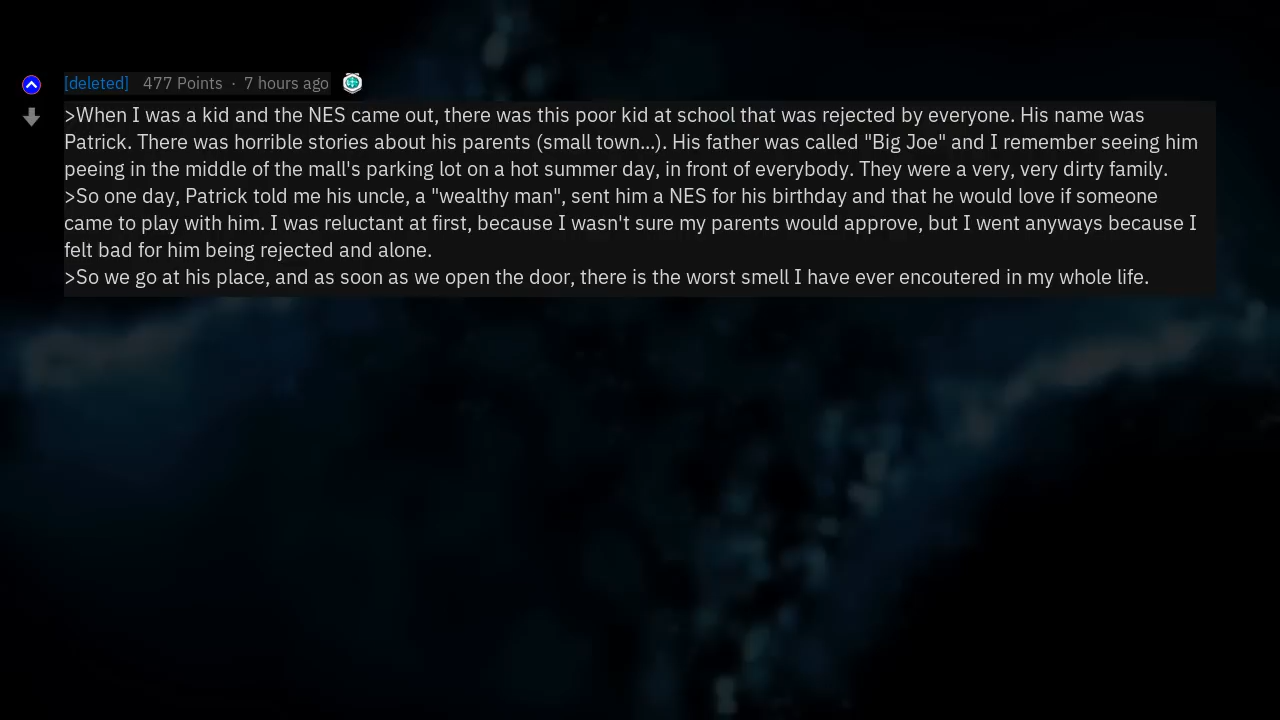 [deleted] 477 Points · 7 hours ago
>When I was a kid and the NES came out, there was this poor kid at school that was rejected by everyone. His name was
Patrick. There was horrible stories about his parents (small town...). His father was called "Big Joe" and I remember seeing him
peeing in the middle of the mall's parking lot on a hot summer day, in front of everybody. They were a very, very dirty family.
>So one day, Patrick told me his uncle, a "wealthy man", sent him a NES for his birthday and that he would love if someone
came to play with him. I was reluctant at first, because I wasn't sure my parents would approve, but I went anyways because I
felt bad for him being rejected and alone.
>So we go at his place, and as soon as we open the door, there is the worst smell I have ever encoutered in my whole life.